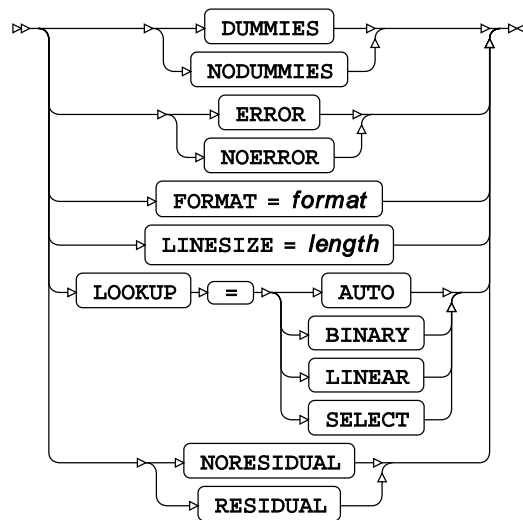 DUMMIES
NODUMMIES
ERROR
NOERROR
FORMAT = format
LINESIZE = length
LOOKUP = AUTO
BINARY
LINEAR
SELECT
NORESIDUAL
RESIDUAL